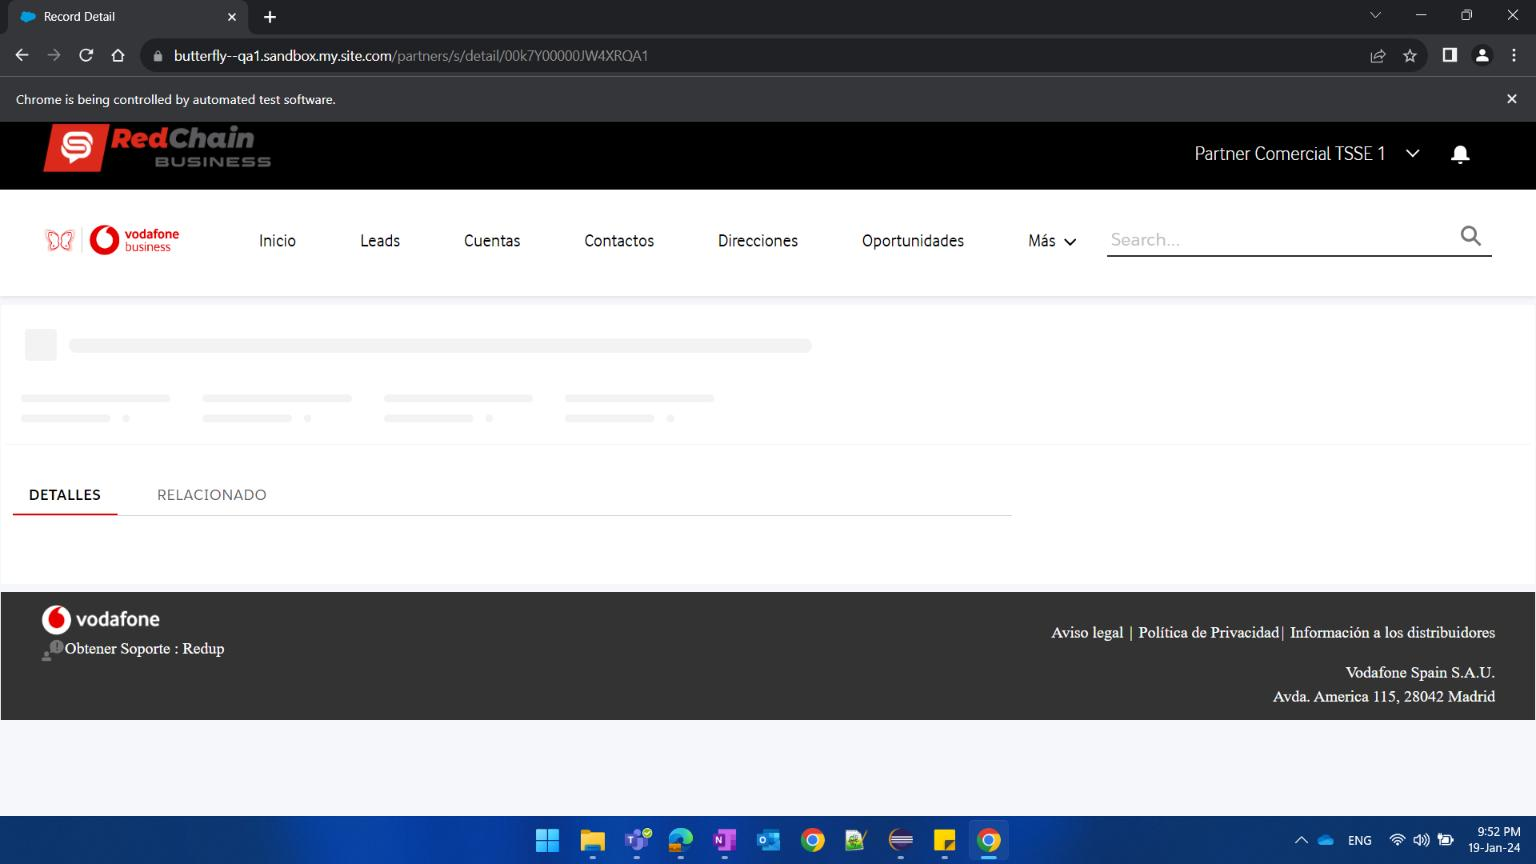 Record Detail
butterfly--qa1.sandbox.my.site.com/partners/s/detail/00k7Y00000JW4XRQA1
Chrome is being controlled by automated test software.
RedChain
BUSINESS
Partner Comercial TSSE 1
vodafone
business
Inicio
Leads
Cuentas
Contactos
Direcciones
Oportunidades
Más
Search...
DETALLES
RELACIONADO
vodafone
Obtener Soporte : Redup
Aviso legal | Política de Privacidad| Información a los distribuidores
Vodafone Spain S.A.U.
Avda. America 115, 28042 Madrid
ENG
9:52 PM
19-Jan-24